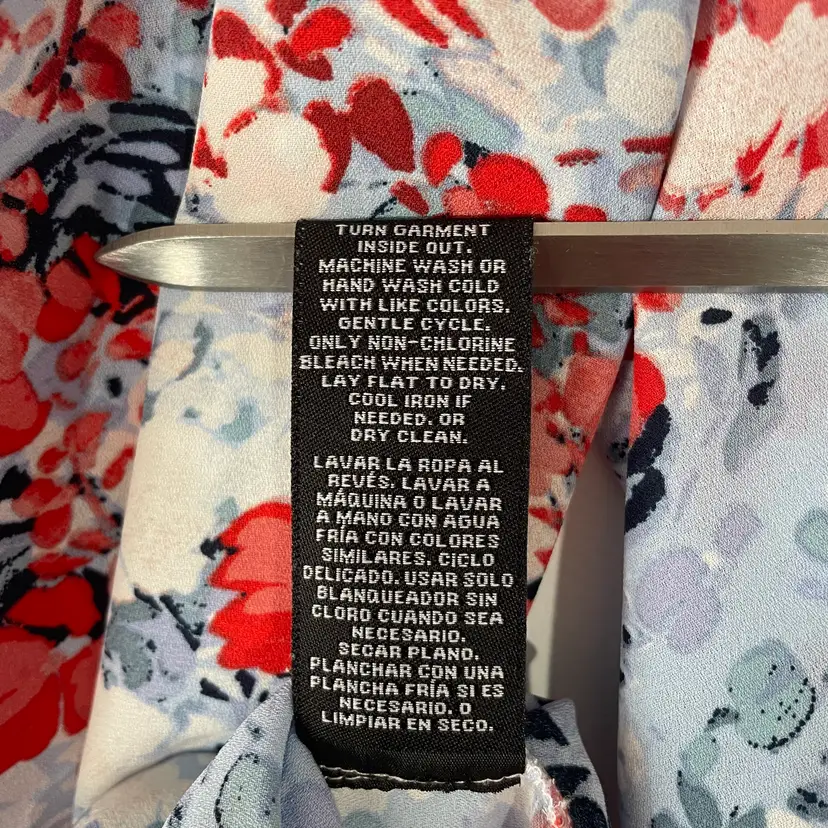 TURN GARMENT
INSIDE OUT.
MACHINE WASH OR
HAND WASH COLD
WITH LIKE COLORS.
GENTLE CYCLE.
ONLY NON-CHLORINE
BLEACH WHEN NEEDED.
LAY FLAT TO DRY.
COOL IRON IF
NEEDED. OR
DRY CLEAN.
LAVAR LA ROPA AL
REVÉS. LAVAR A
MÁQUINA O LAVAR
A MANO CON AGUA
FRÍA CON COLORES
SIMILARES. CICLO
DELICADO. USAR SOLO
BLANQUEADOR SIN
CLORO CUANDO SEA
NECESARIO.
SECAR PLANO.
PLANCHAR CON UNA
PLANCHA FRÍA SI ES
NECESARIO. O
LIMPIAR EN SECO.